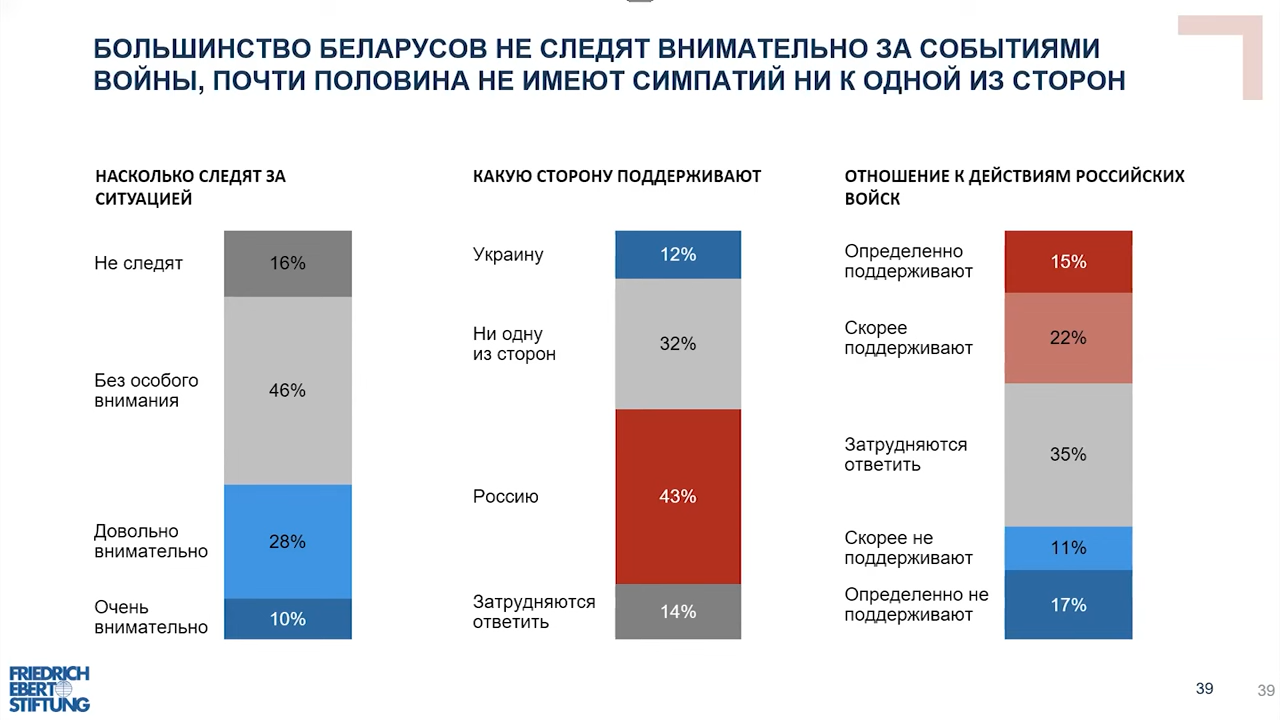 БОЛЬШИНСТВО БЕЛАРУСОВ НЕ СЛЕДЯТ ВНИМАТЕЛЬНО ЗА СОБЫТИЯМИ
ВОЙНЫ, ПОЧТИ ПОЛОВИНА НЕ ИМЕЮТ СИМПАТИЙ НИ К ОДНОЙ ИЗ СТОРОН
НАСКОЛЬКО СЛЕДЯТ ЗА
СИТУАЦИЕЙ
Не следят
16%
Без особого
внимания
46%
Довольно
внимательно
28%
Очень
внимательно
10%
КАКУЮ СТОРОНУ ПОДДЕРЖИВАЮТ
Украину
12%
Ни одну
из сторон
32%
Россию
43%
Затрудняются
ответить
14%
ОТНОШЕНИЕ К ДЕЙСТВИЯМ РОССИЙСКИХ
ВОЙСК
Определенно
поддерживают
15%
Скорее
поддерживают
22%
Затрудняются
ответить
35%
Скорее не
поддерживают
11%
Определенно не
поддерживают
17%
FRIEDRICH
EBERT
STIFTUNG
39
39